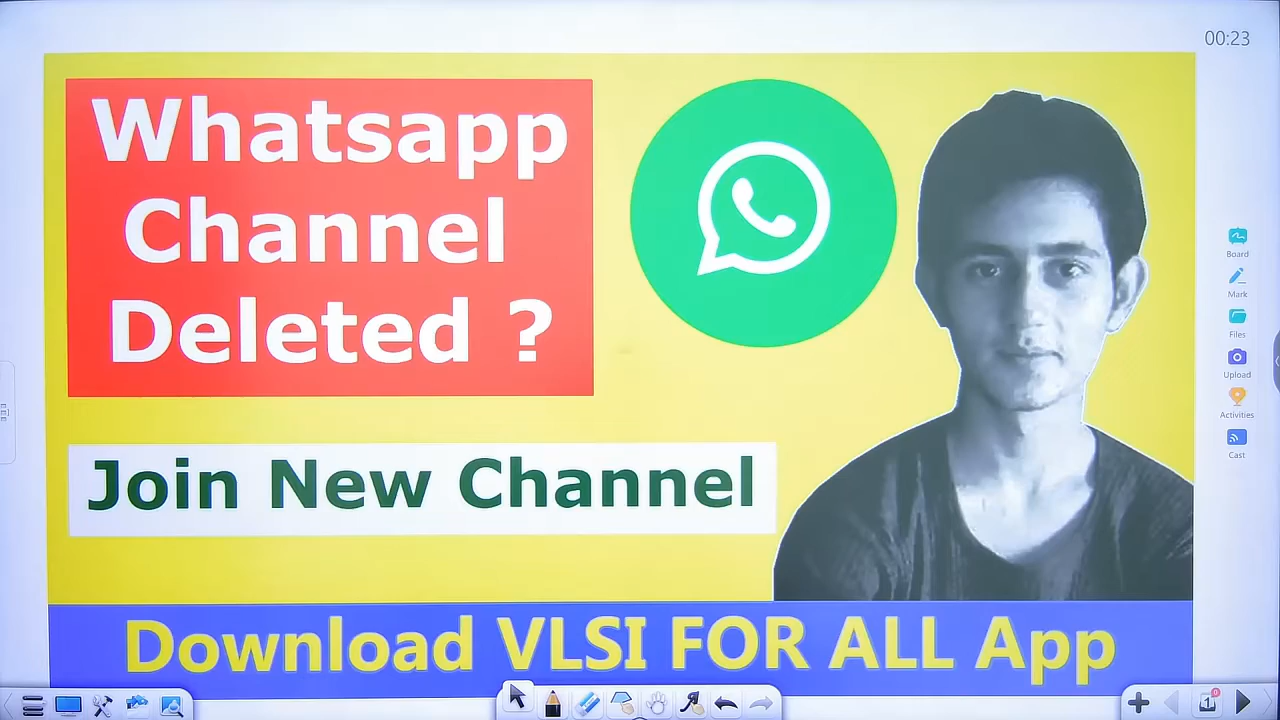 00:23
Whatsapp
Channel
Deleted ?
Join New Channel
Download VLSI FOR ALL App
Board
Mark
Files
Upload
Activities
Cast